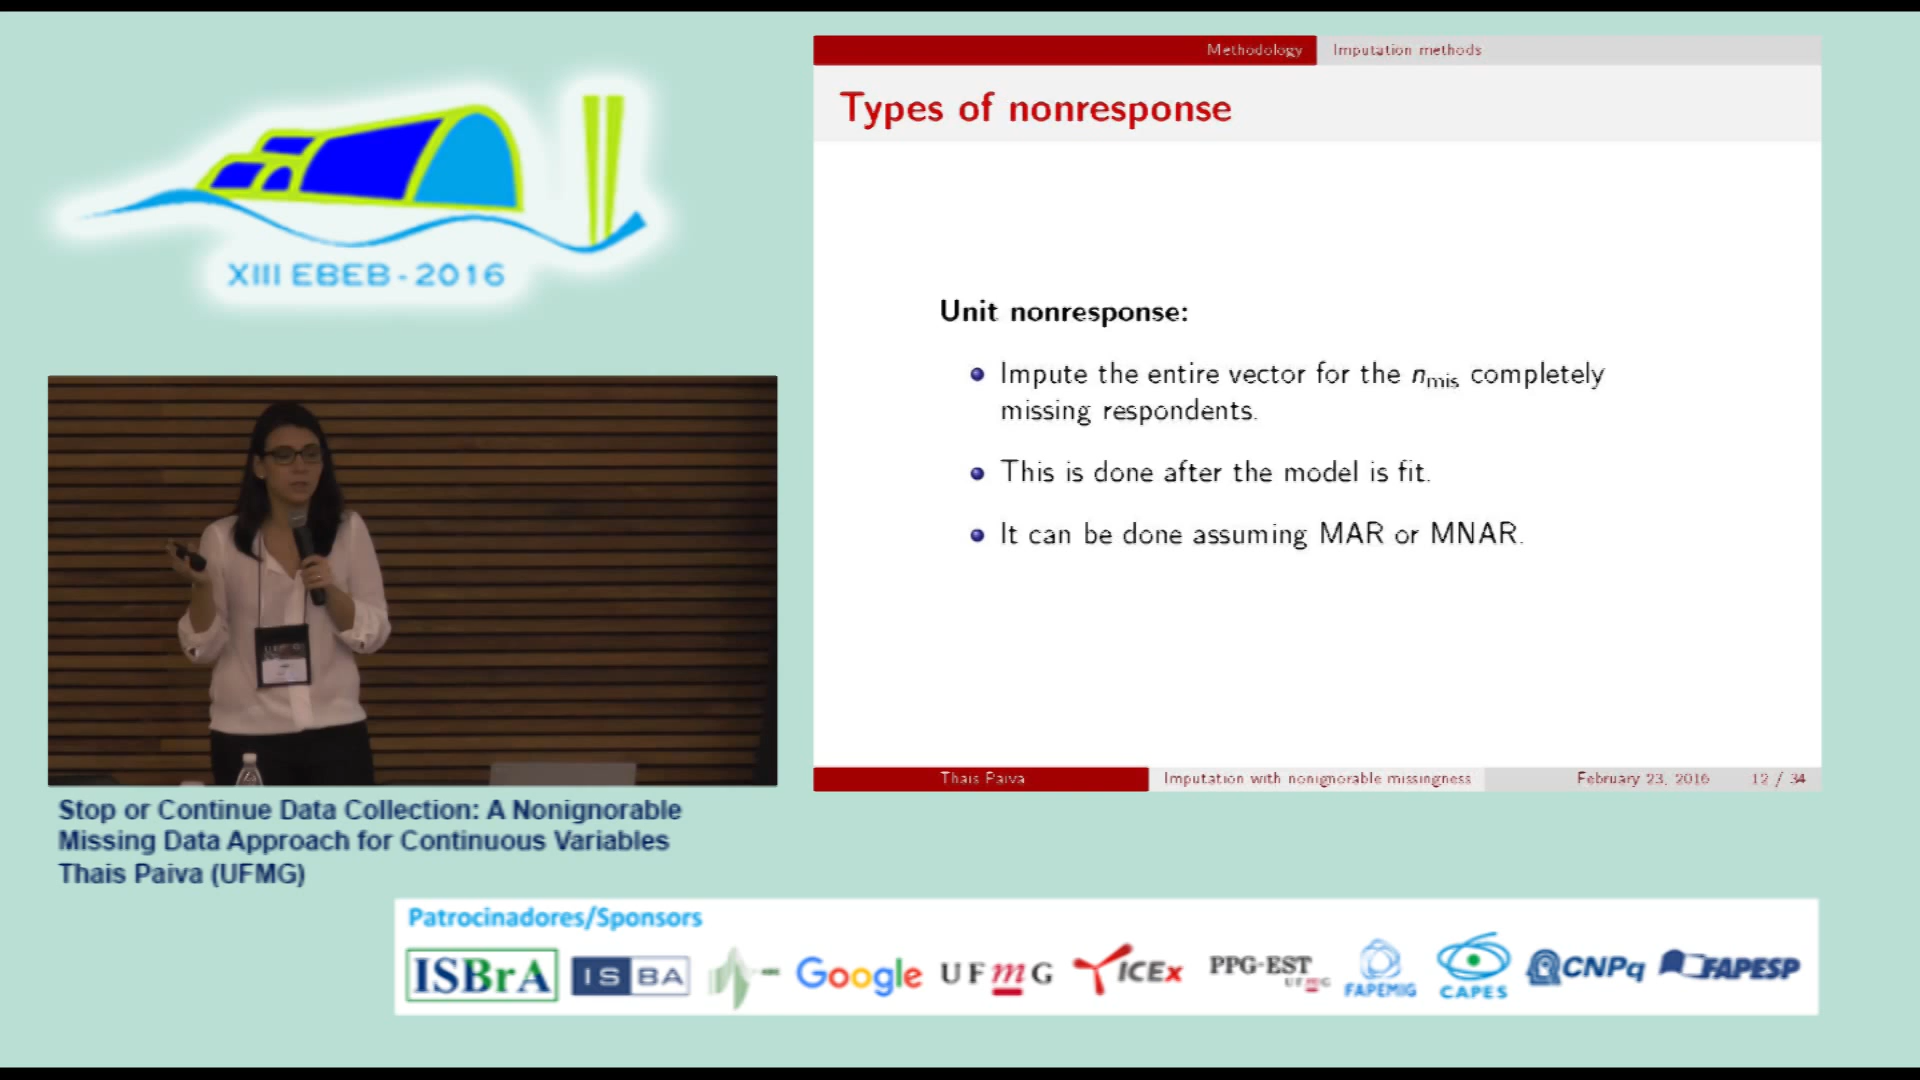 XIII EBEB - 2016
Methodology
Imputation methods
Types of nonresponse
Unit nonresponse:
Impute the entire vector for the nmis completely
missing respondents.
This is done after the model is fit.
It can be done assuming MAR or MNAR.
Thais Paiva
Imputation with nonignorable missingness
February 23, 2016
12 / 34
Stop or Continue Data Collection: A Nonignorable
Missing Data Approach for Continuous Variables
Thais Paiva (UFMG)
Patrocinadores/Sponsors
ISBrA
ISBA
Google
UFmG
ICEx
PPG-EST
UFmG
FAPEMIG
CAPES
CNPq
FAPESP